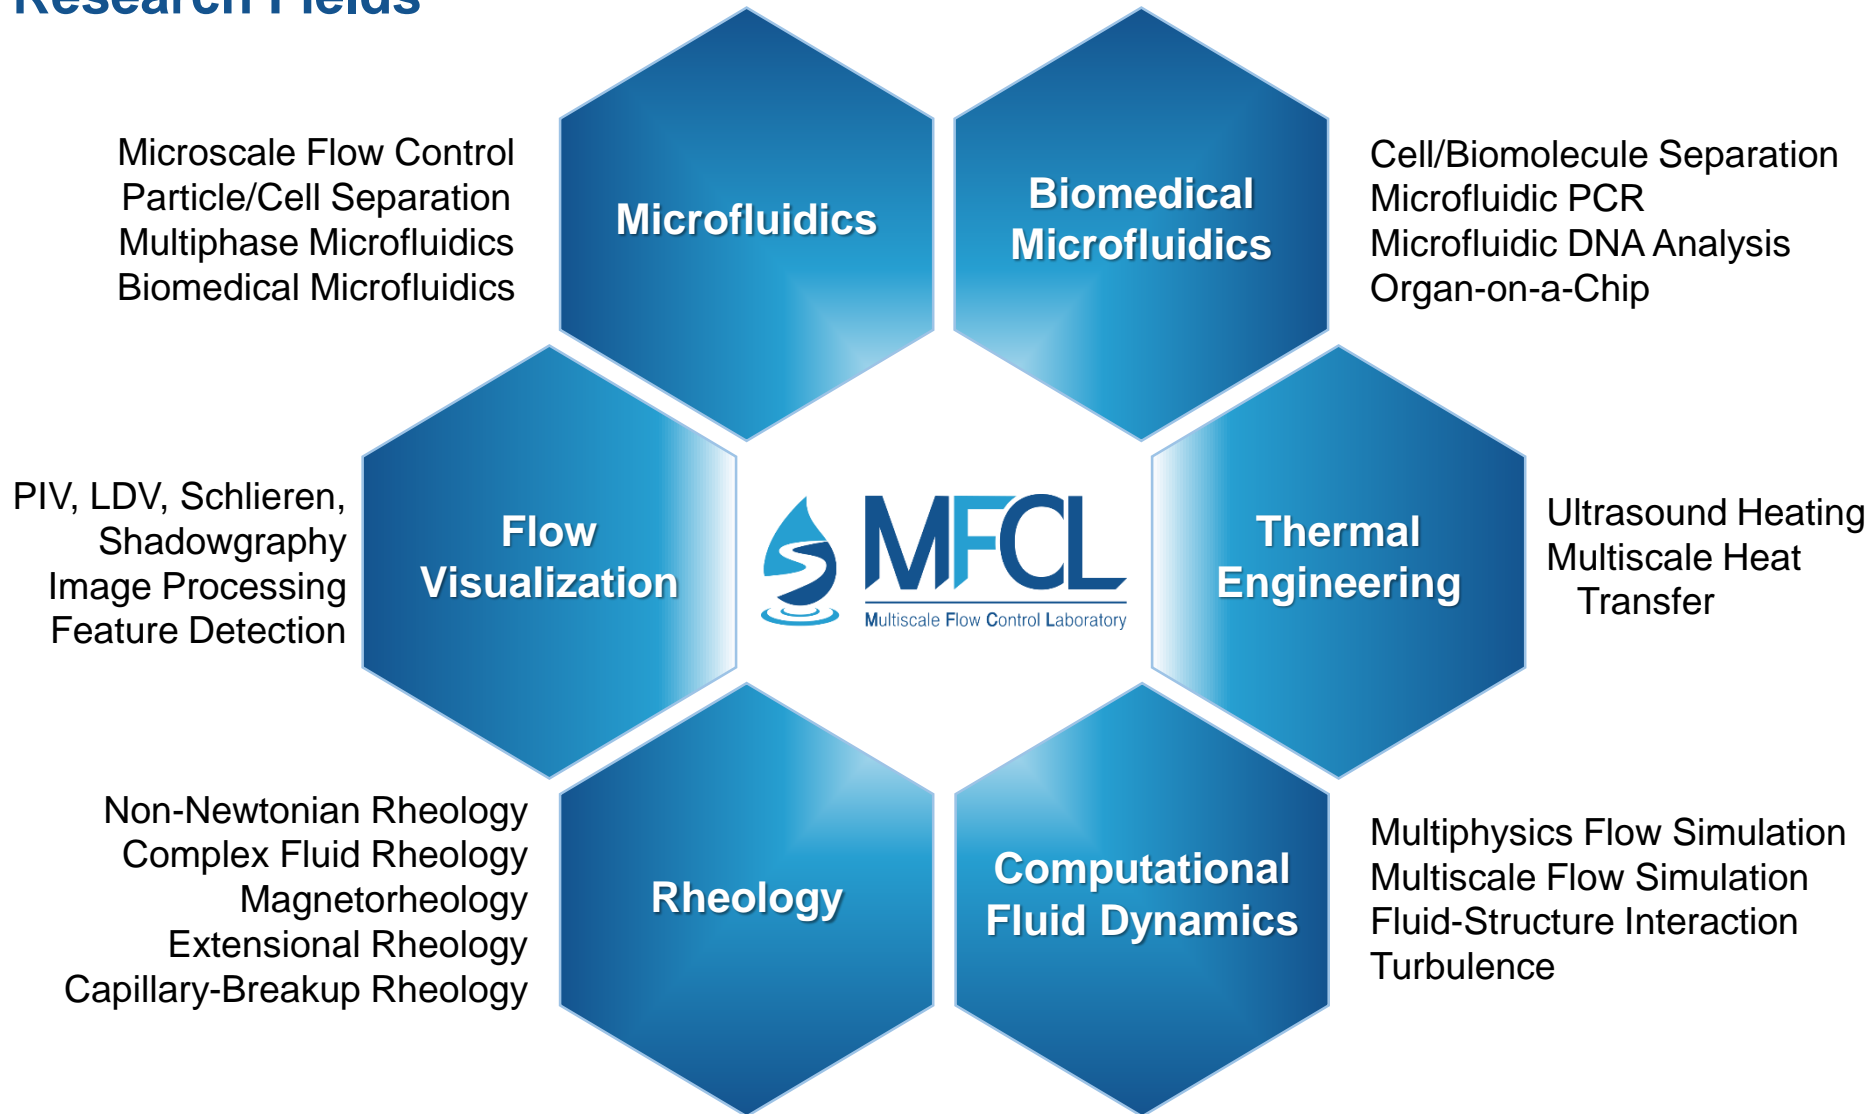 Research Fields
Microscale Flow Control
Particle/Cell Separation
Multiphase Microfluidics
Biomedical Microfluidics
Microfluidics
Biomedical
Microfluidics
Cell/Biomolecule Separation
Microfluidic PCR
Microfluidic DNA Analysis
Organ-on-a-Chip
PIV, LDV, Schlieren,
Shadowgraphy
Image Processing
Feature Detection
Flow
Visualization
MFCL
Multiscale Flow Control Laboratory
Thermal
Engineering
Ultrasound Heating
Multiscale Heat
Transfer
Non-Newtonian Rheology
Complex Fluid Rheology
Magnetorheology
Extensional Rheology
Capillary-Breakup Rheology
Rheology
Computational
Fluid Dynamics
Multiphysics Flow Simulation
Multiscale Flow Simulation
Fluid-Structure Interaction
Turbulence